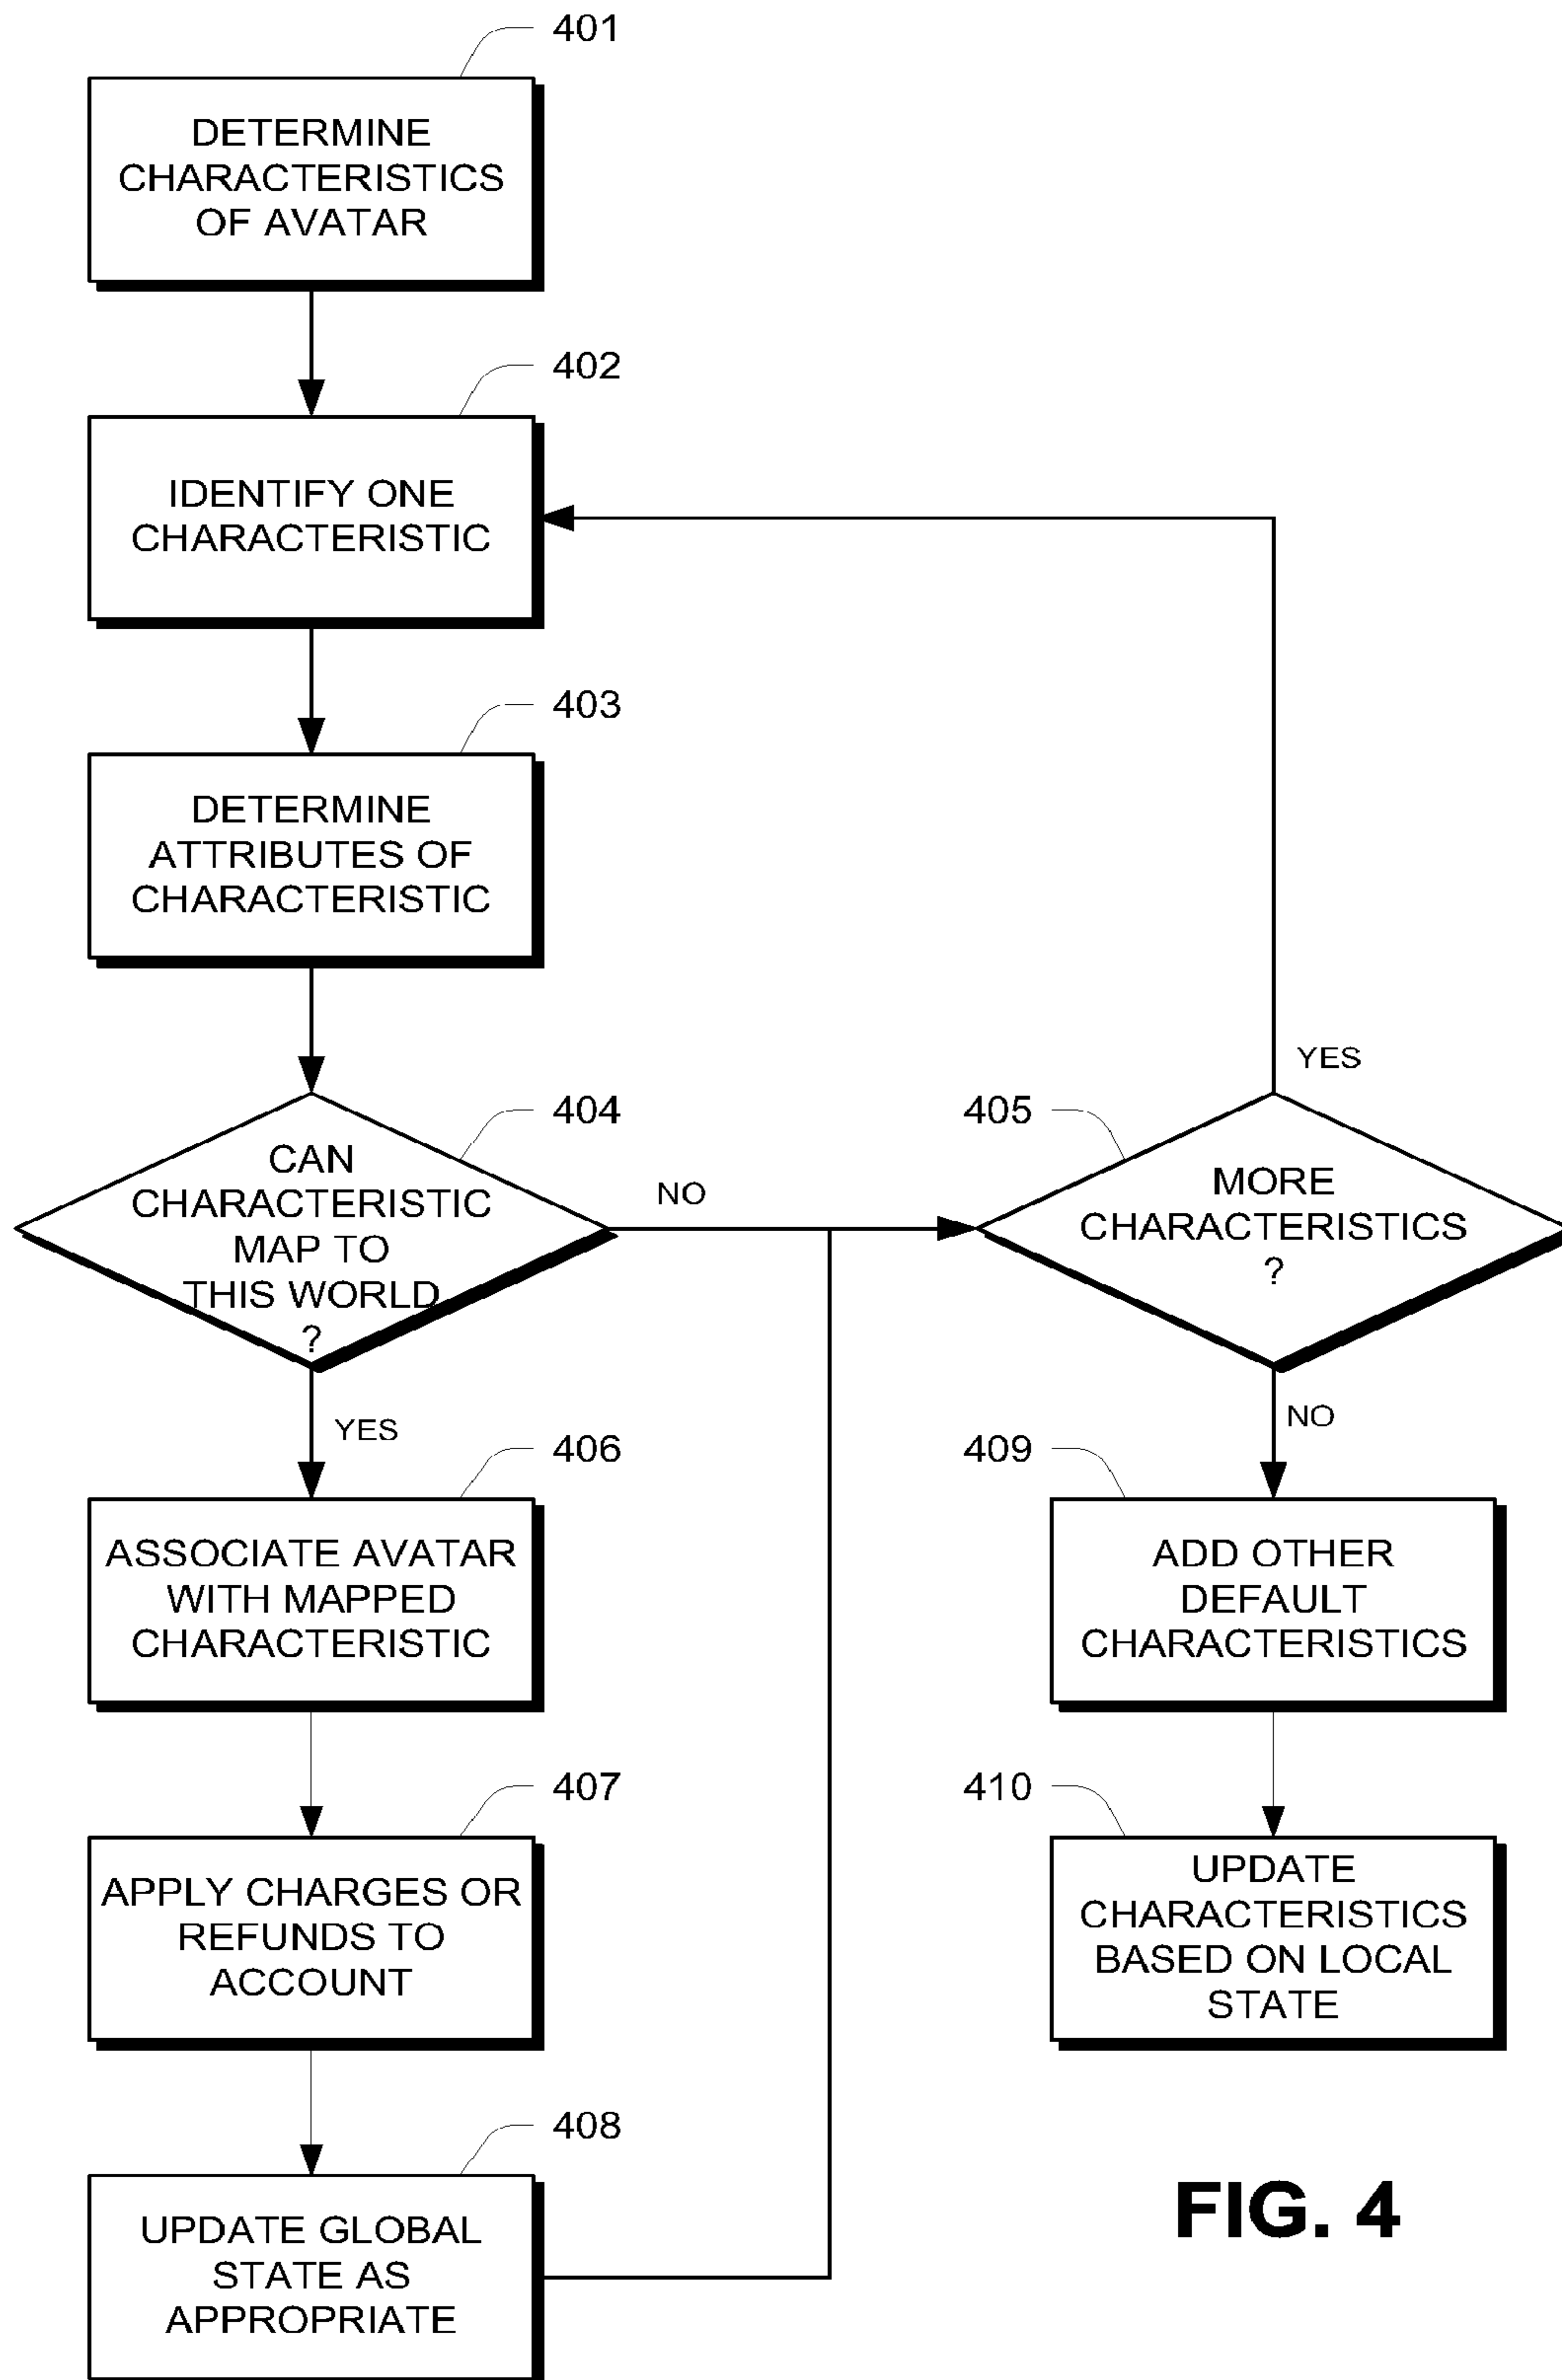 401
DETERMINE
CHARACTERISTICS
OF AVATAR
402
IDENTIFY ONE
CHARACTERISTIC
403
DETERMINE
ATTRIBUTES OF
CHARACTERISTIC
404
CAN
CHARACTERISTIC
MAP TO
THIS WORLD
?
NO
YES
405
MORE
CHARACTERISTICS
?
YES
NO
406
ASSOCIATE AVATAR
WITH MAPPED
CHARACTERISTIC
407
APPLY CHARGES OR
REFUNDS TO
ACCOUNT
408
UPDATE GLOBAL
STATE AS
APPROPRIATE
409
ADD OTHER
DEFAULT
CHARACTERISTICS
410
UPDATE
CHARACTERISTICS
BASED ON LOCAL
STATE
FIG. 4